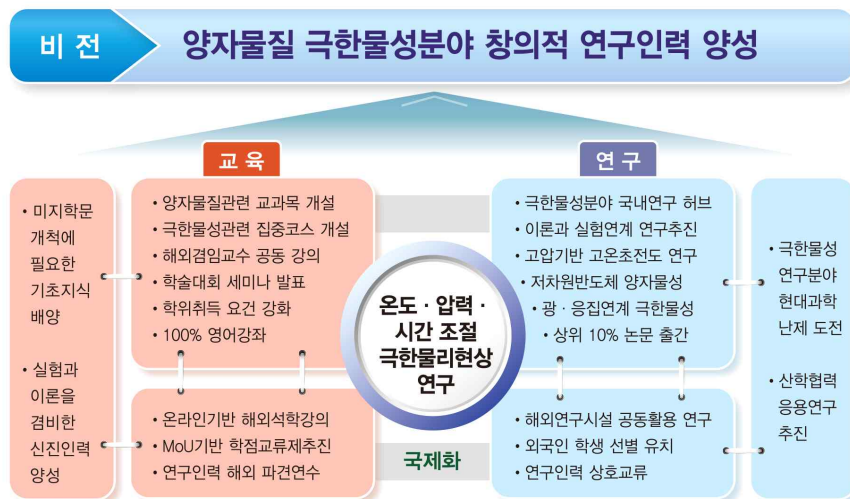 비 전
양자물질 극한물성분야 창의적 연구인력 양성
교 육
연 구
• 미지학문
개척에
필요한
기초지식
배양
• 실험과
이론을
겸비한
신진인력
양성
• 양자물질관련 교과목 개설
• 극한물성관련 집중코스 개설
• 해외겸임교수 공동 강의
• 학술대회 세미나 발표
• 학위취득 요건 강화
• 100% 영어강좌
• 온라인기반 해외석학강의
• MoU기반 학점교류제추진
• 연구인력 해외 파견연수
온도 · 압력 ·
시간 조절
극한물리현상
연구
국제화
• 극한물성분야 국내연구 허브
• 이론과 실험연계 연구추진
• 고압기반 고온초전도 연구
• 저차원반도체 양자물성
• 광 · 응집연계 극한물성
• 상위 10% 논문 출간
• 해외연구시설 공동활용 연구
• 외국인 학생 선별 유치
• 연구인력 상호교류
• 극한물성
연구분야
현대과학
난제 도전
• 산학협력
응용연구
추진